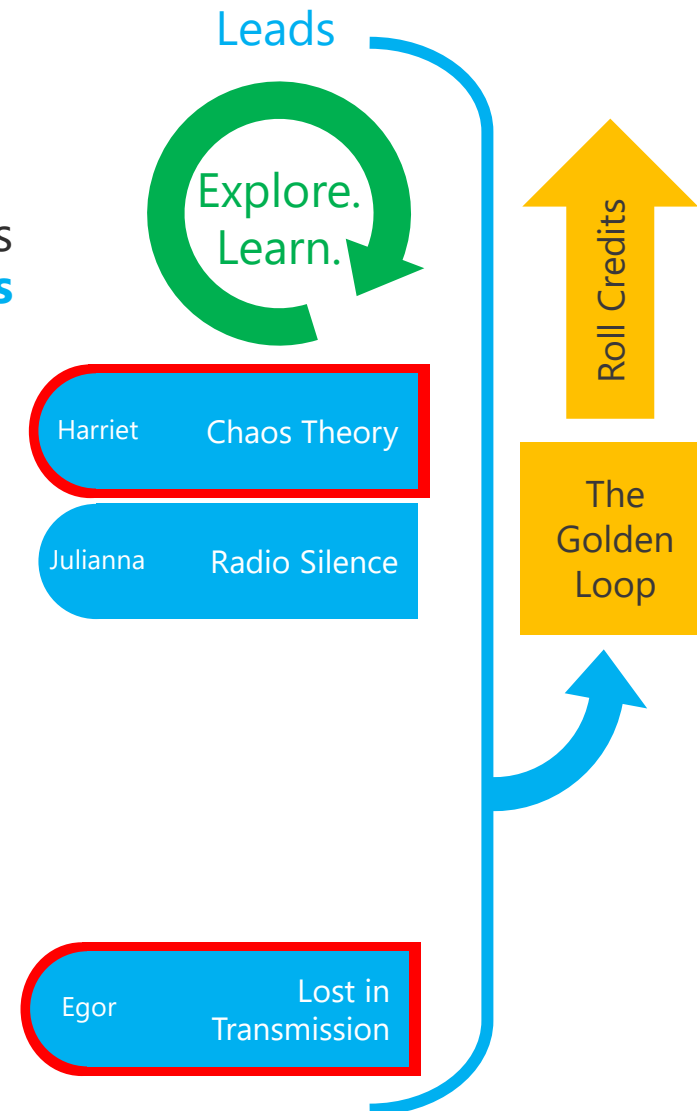 Leads
Explore.
Learn.
s
s
Harriet
Chaos Theory
Julianna
Radio Silence
Egor
Lost in
Transmission
Roll Credits
The
Golden
Loop